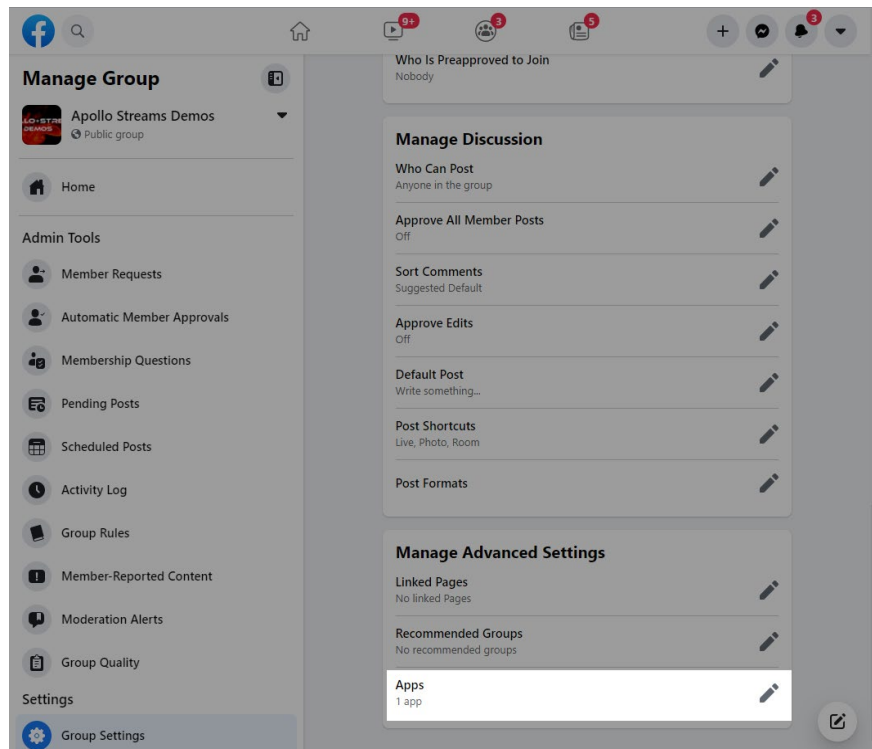 9+
3
5
3
Manage Group
Apollo Streams Demos
Public group
Home
Admin Tools
Member Requests
Automatic Member Approvals
Membership Questions
Pending Posts
Scheduled Posts
Activity Log
Group Rules
Member-Reported Content
Moderation Alerts
Group Quality
Settings
Group Settings
Who Is Preapproved to Join
Nobody
Manage Discussion
Who Can Post
Anyone in the group
Approve All Member Posts
Off
Sort Comments
Suggested Default
Approve Edits
Off
Default Post
Write something...
Post Shortcuts
Live, Photo, Room
Post Formats
Manage Advanced Settings
Linked Pages
No linked Pages
Recommended Groups
No recommended groups
Apps
1 app